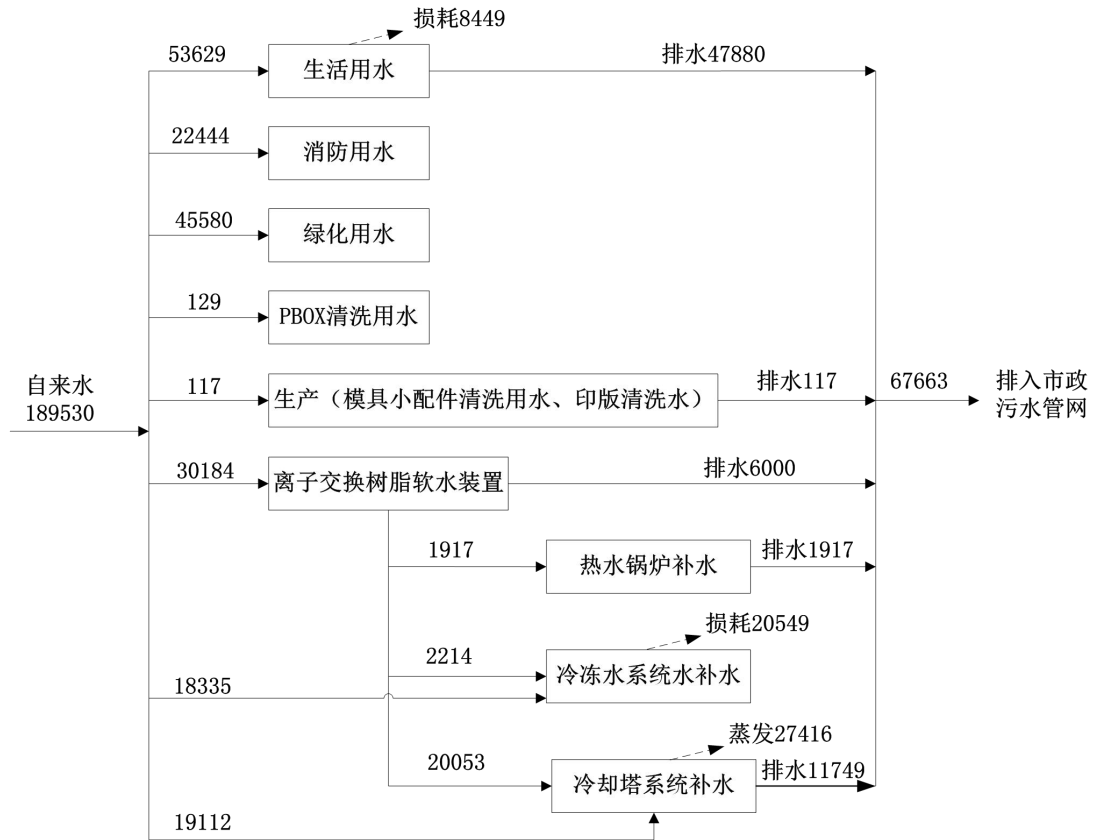 损耗8449
53629
生活用水
排水47880
22444
消防用水
45580
绿化用水
129
PBOX清洗用水
自来水
189530
117
生产（模具小配件清洗用水、印版清洗水）
排水117
67663
排入市政
污水管网
30184
离子交换树脂软水装置
排水6000
1917
热水锅炉补水
排水1917
损耗20549
2214
冷冻水系统水补水
18335
蒸发27416
20053
冷却塔系统补水
排水11749
19112